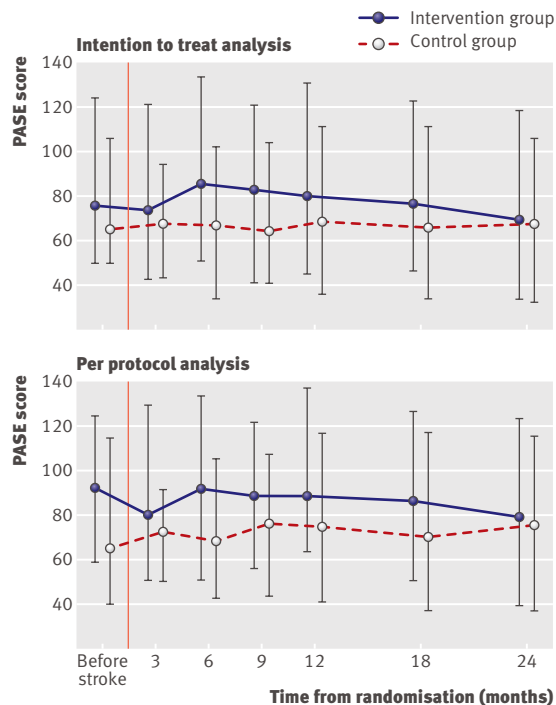 Intervention group
Control group
Intention to treat analysis
PASE score
140
120
100
80
60
40
Per protocol analysis
PASE score
140
120
100
80
60
40
Before stroke 3 6 9 12 18 24
Time from randomisation (months)